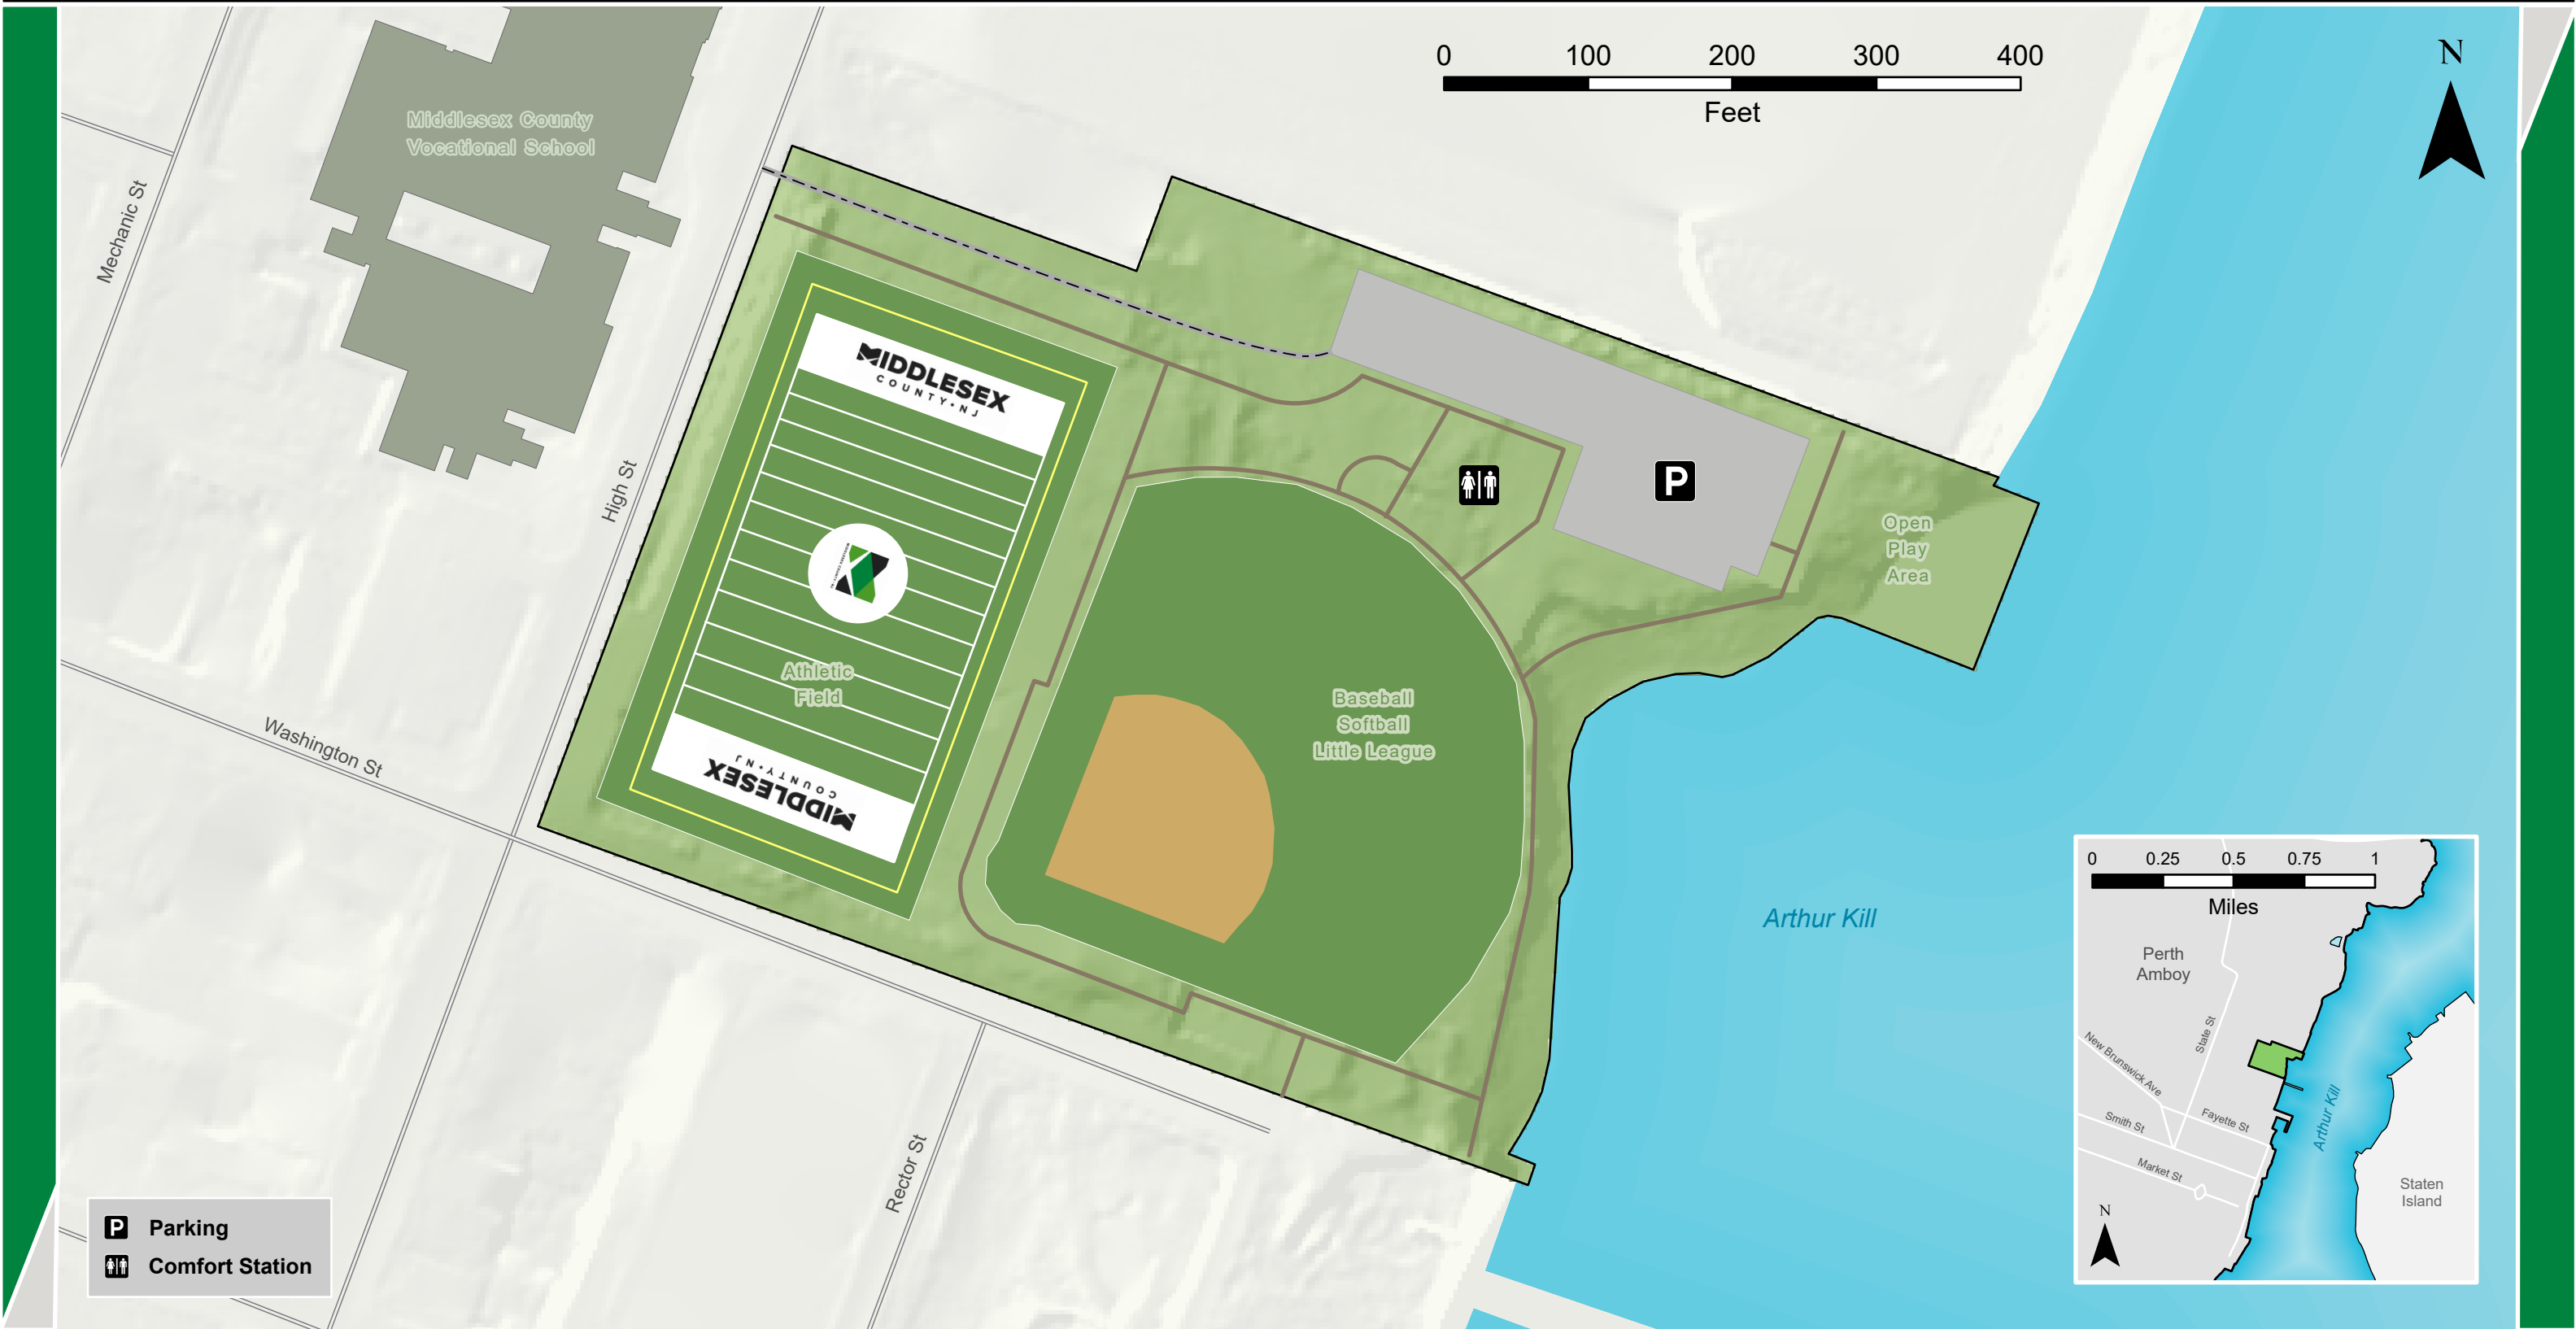 0 100 200 300 400
Feet
N
Middlesex County
Vocational School
Mechanic St
High St
MIDDLESEX
COUNTY•NJ
P
Open
Play
Area
Athletic
Field
Baseball
Softball
Little League
MIDDLESEX
COUNTY•NJ
Washington St
Rector St
Arthur Kill
P Parking
Comfort Station
0 0.25 0.5 0.75 1
Miles
Perth
Amboy
State St
New Brunswick Ave
Smith St
Fayette St
Market St
Arthur Kill
Staten
Island
N